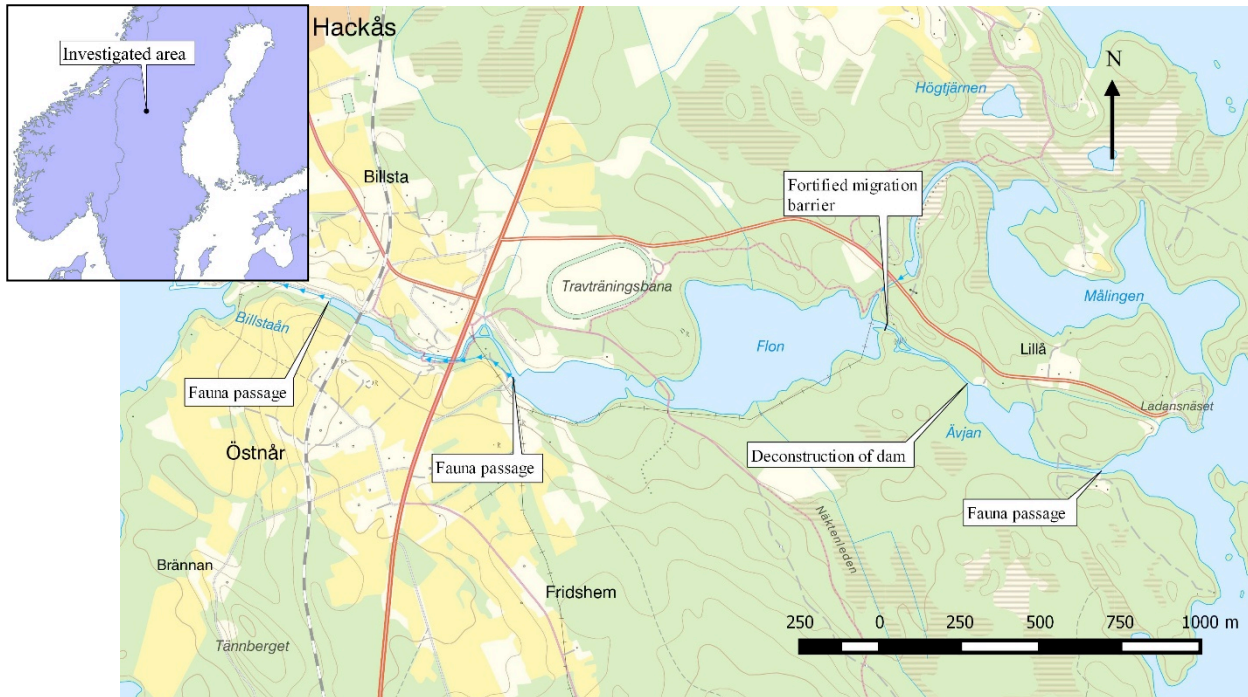 Hackås
Investigated area
N
Högtjärnen
Billsta
Fortified migration
barrier
Travträningsbana
Målingen
Billstaån
Flon
Lillå
Fauna passage
Ladansnäset
Ävjan
Östnår
Fauna passage
Deconstruction of dam
Fauna passage
Näktenleden
Brännan
Fridshem
250 0 250 500 750 1000 m
Tännberget